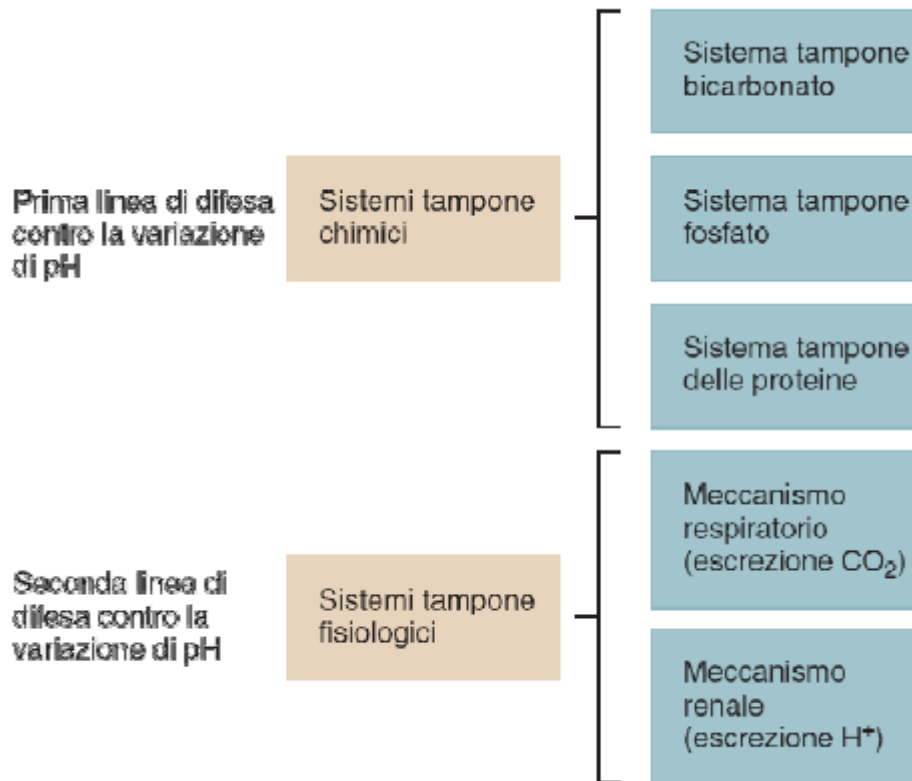 Prima linea di difesa
contro la variazione
di pH
Sistemi tampone
chimici
Sistema tampone
bicarbonato
Sistema tampone
fosfato
Sistema tampone
delle proteine
Seconda linee di
difesa contro la
variazione di pH
Sistemi tampone
fisiologici
Meccanismo
respiratorio
(escrezione CO₂)
Meccanismo
renale
(escrezione H⁺)